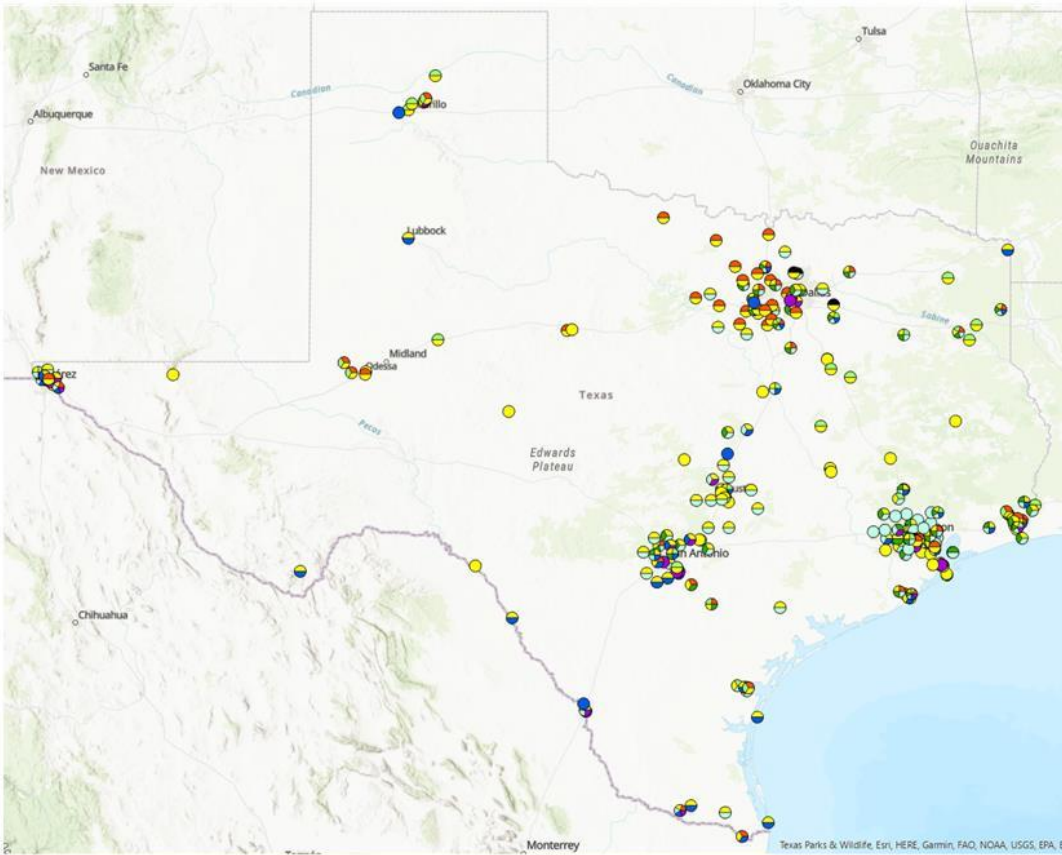 Tulsa
Santa Fe
Canadian
Canadian
Oklahoma City
Albuquerque
Ouachita
Mountains
New Mexico
Lubbock
Sabine
Midland
Odessa
Texas
Pecos
Edwards
Plateau
Chihuahua
Monterrey
Texas Parks & Wildlife, Esri, HERE, Garmin, FAO, NOAA, USGS, EPA,